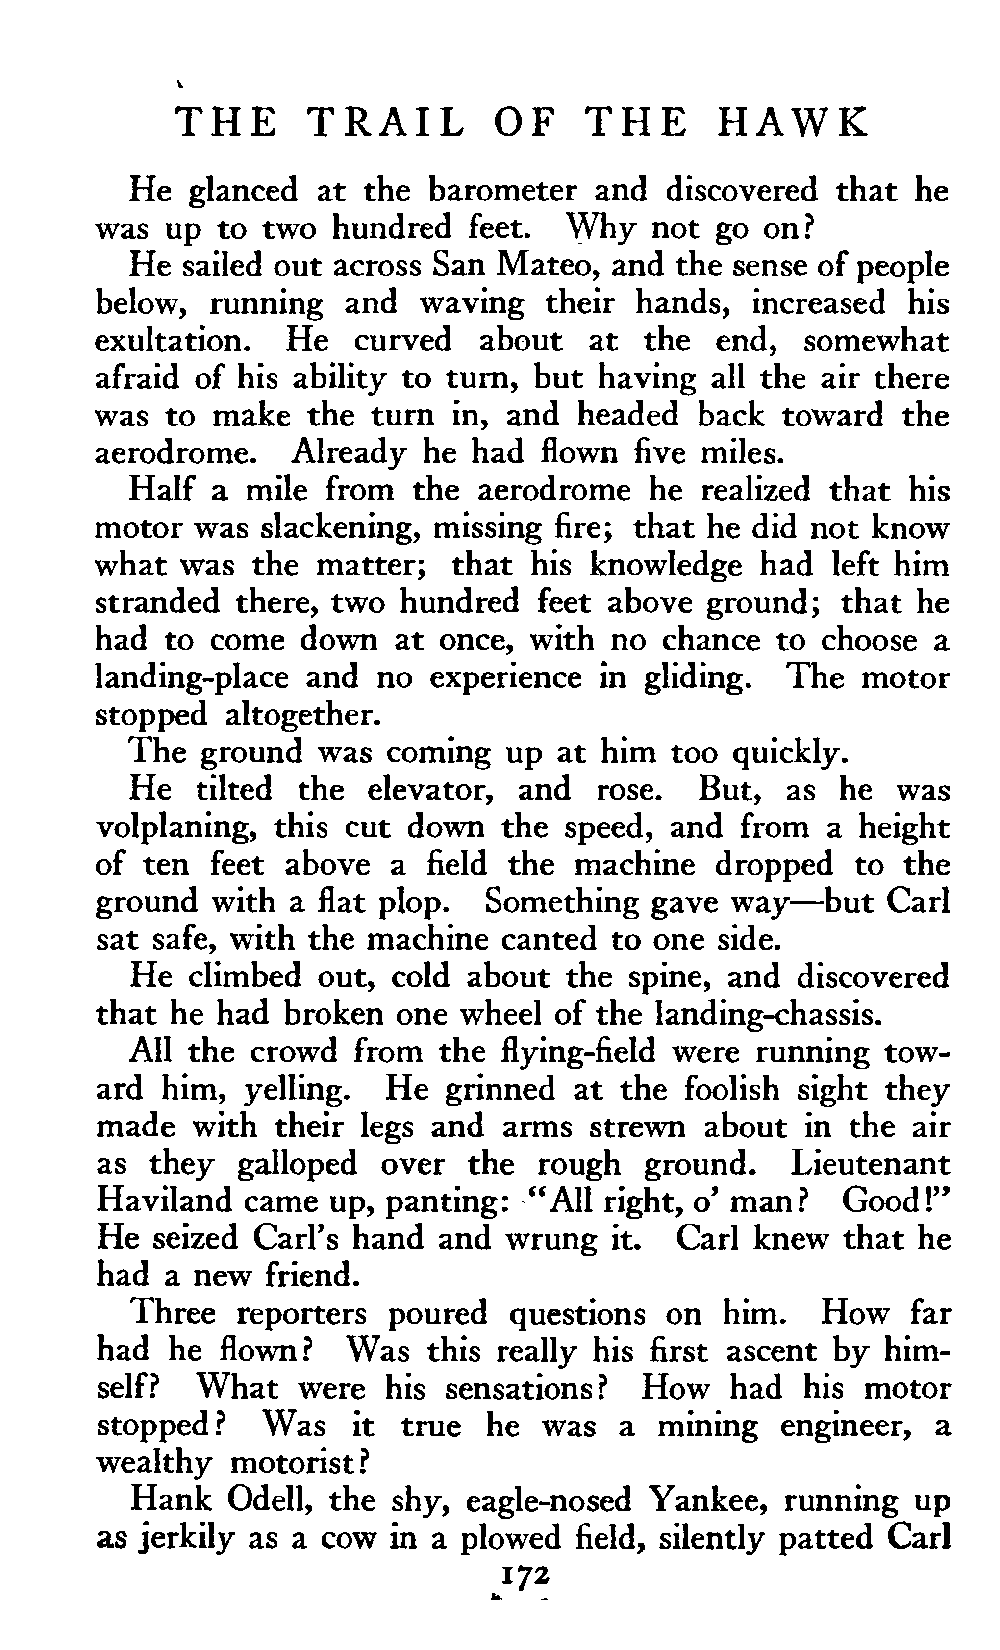 THE TRAIL OF THE HAWK
He glanced at the barometer and discovered that he
was up to two hundred feet. Why not go on?
He sailed out across San Mateo, and the sense of people
below, running and waving their hands, increased his
exultation. He curved about at the end, somewhat
afraid of his ability to turn, but having all the air there
was to make the turn in, and headed back toward the
aerodrome. Already he had flown five miles.
Half a mile from the aerodrome he realized that his
motor was slackening, missing fire; that he did not know
what was the matter; that his knowledge had left him
stranded there, two hundred feet above ground; that he
had to come down at once, with no chance to choose a
landing-place and no experience in gliding. The motor
stopped altogether.
The ground was coming up at him too quickly.
He tilted the elevator, and rose. But, as he was
volplaning, this cut down the speed, and from a height
of ten feet above a field the machine dropped to the
ground with a flat plop. Something gave way—but Carl
sat safe, with the machine canted to one side.
He climbed out, cold about the spine, and discovered
that he had broken one wheel of the landing-chassis.
All the crowd from the flying-field were running tow-
ard him, yelling. He grinned at the foolish sight they
made with their legs and arms strewn about in the air
as they galloped over the rough ground. Lieutenant
Haviland came up, panting: "All right, o' man? Good!"
He seized Carl's hand and wrung it. Carl knew that he
had a new friend.
Three reporters poured questions on him. How far
had he flown? Was this really his first ascent by him-
self? What were his sensations? How had his motor
stopped? Was it true he was a mining engineer, a
wealthy motorist?
Hank Odell, the shy, eagle-nosed Yankee, running up
as jerkily as a cow in a plowed field, silently patted Carl
172